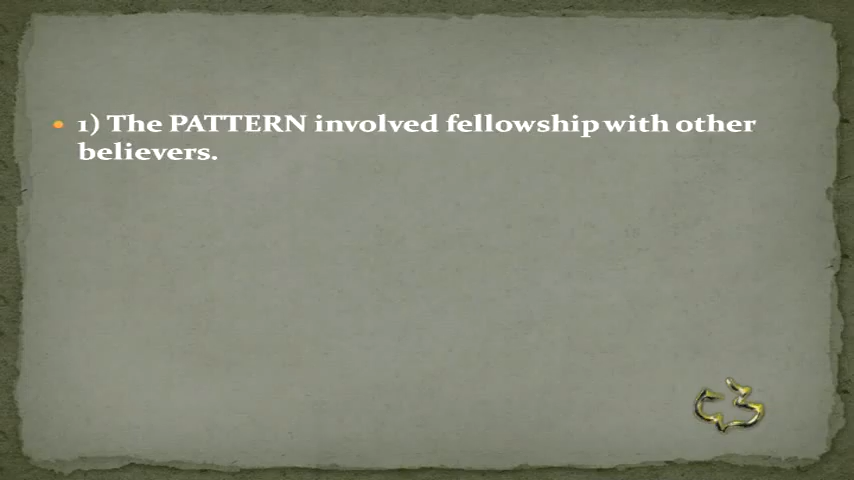 • 1) The PATTERN involved fellowship with other
believers.